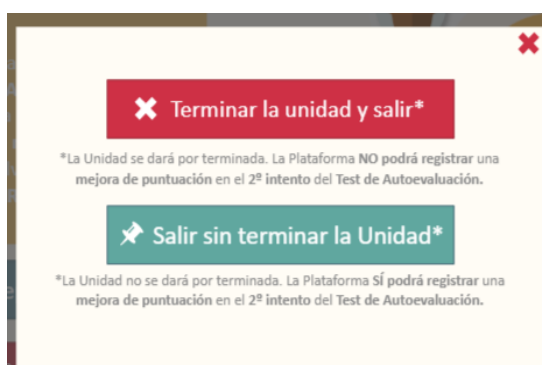 Terminar la unidad y salir*
*La Unidad se dará por terminada. La Plataforma NO podrá registrar una
mejora de puntuación en el 2º intento del Test de Autoevaluación.
Salir sin terminar la Unidad*
*La Unidad no se dará por terminada. La Plataforma SÍ podrá registrar una
mejora de puntuación en el 2º intento del Test de Autoevaluación.